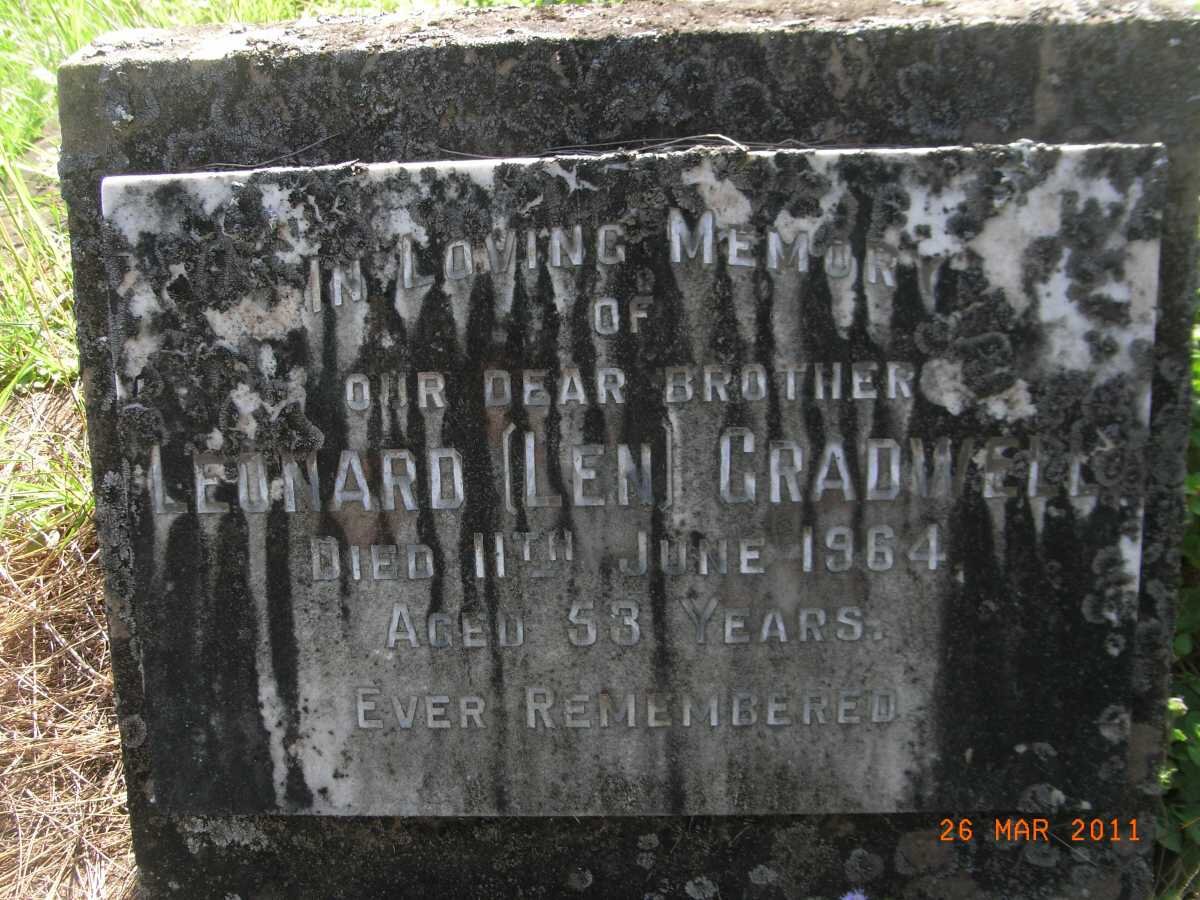 In Loving Memory
OF
OUR DEAR BROTHER
Leonard (Len) Gradwell
Died 11TH June 1964
Aged 53 Years.
Ever Remembered
26 MAR 2011